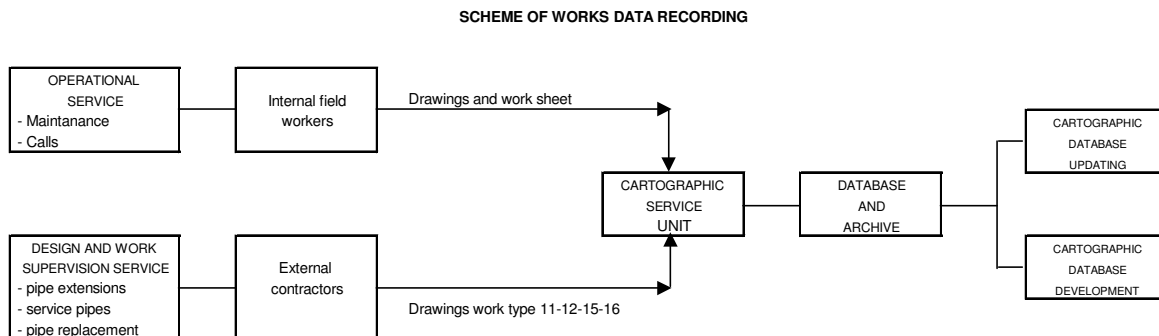 SCHEME OF WORKS DATA RECORDING
OPERATIONAL
SERVICE
- Maintanance
- Calls
Internal field
workers
Drawings and work sheet
CARTOGRAPHIC
SERVICE
UNIT
DATABASE
AND
ARCHIVE
CARTOGRAPHIC
DATABASE
UPDATING
DESIGN AND WORK
SUPERVISION SERVICE
- pipe extensions
- service pipes
- pipe replacement
External
contractors
Drawings work type 11-12-15-16
CARTOGRAPHIC
DATABASE
DEVELOPMENT